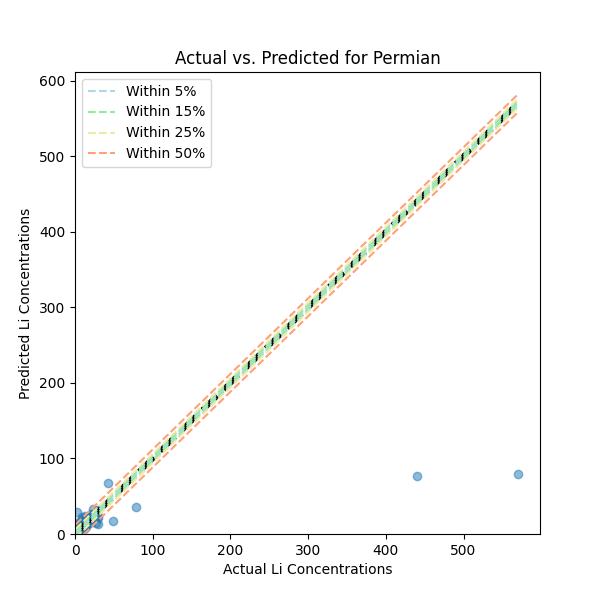 Actual vs. Predicted for Permian
Within 5%
Within 15%
Within 25%
Within 50%
600
500
400
300
200
100
0
Predicted Li Concentrations
0 100 200 300 400 500
Actual Li Concentrations